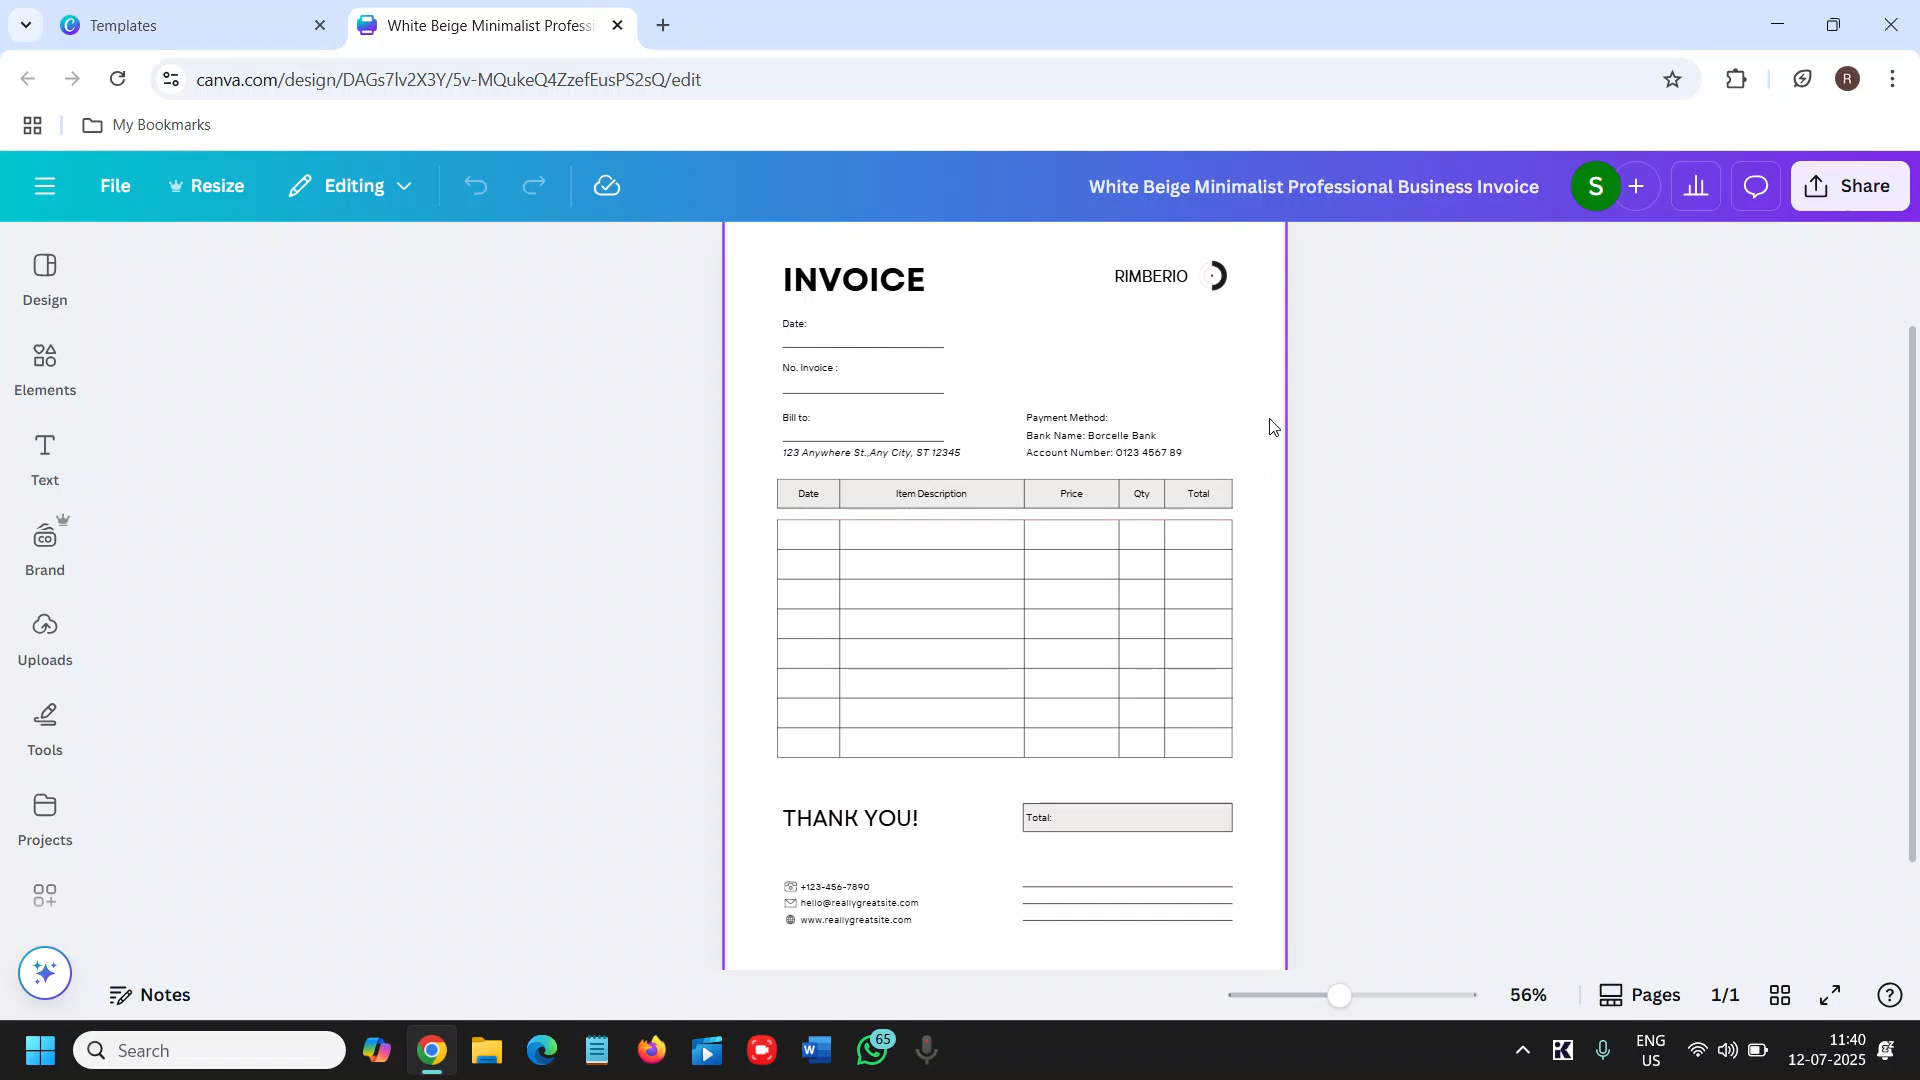 Templates
White Beige Minimalist Profess
canva.com/design/DAGs7lv2X3Y/5v-MQukeQ4ZzefEusPS2sQ/edit
R
My Bookmarks
File
Resize
Editing
White Beige Minimalist Professional Business Invoice
S
Share
Design
Elements
Text
Brand
Uploads
Tools
Projects
INVOICE
RIMBERIO
Date:
No. Invoice :
Bill to:
Payment Method:
Bank Name: Borcelle Bank
123 Anywhere St.,Any City, ST 12345
Account Number: 0123 4567 89
Date Item Description Price Qty Total
THANK YOU!
Total:
+123-456-7890
hello@reallygreatsite.com
www.reallygreatsite.com
Notes
56%
Pages
1/1
Search
65
ENG
US
11:40
12-07-2025